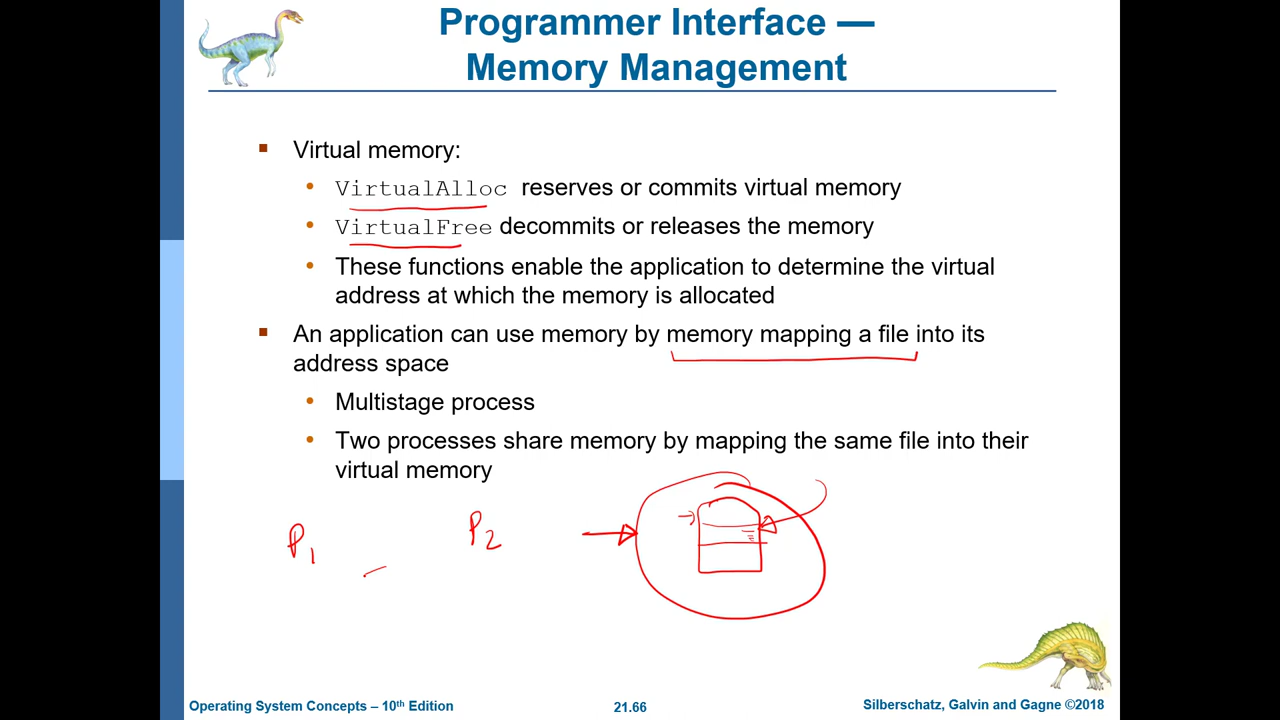 Programmer Interface —
Memory Management
▪ Virtual memory:
• VirtualAlloc reserves or commits virtual memory
• VirtualFree decommits or releases the memory
• These functions enable the application to determine the virtual
address at which the memory is allocated
▪ An application can use memory by memory mapping a file into its
address space
• Multistage process
• Two processes share memory by mapping the same file into their
virtual memory
P1 P2
Operating System Concepts – 10th Edition 21.66 Silberschatz, Galvin and Gagne ©2018